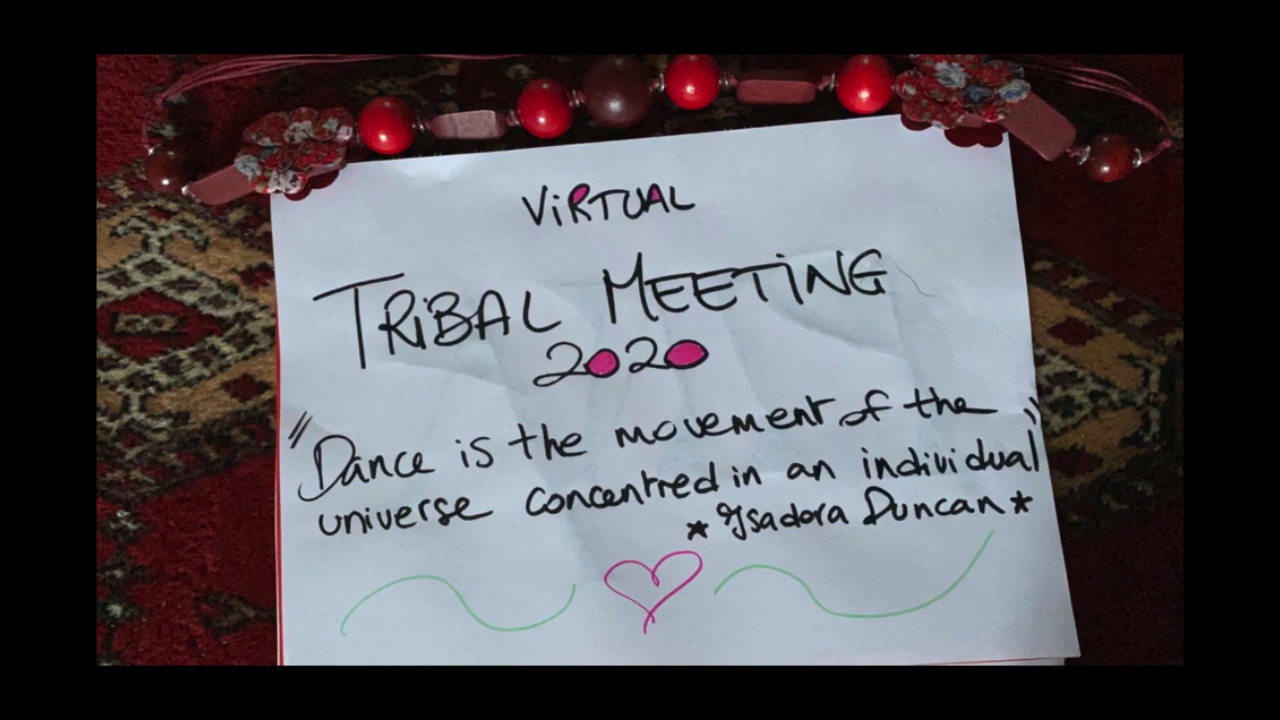 ViRTUAL
TRiBAL MEETiNG
2020
"Dance is the movement of the"
universe concentred in an individual
* Isadora Duncan *